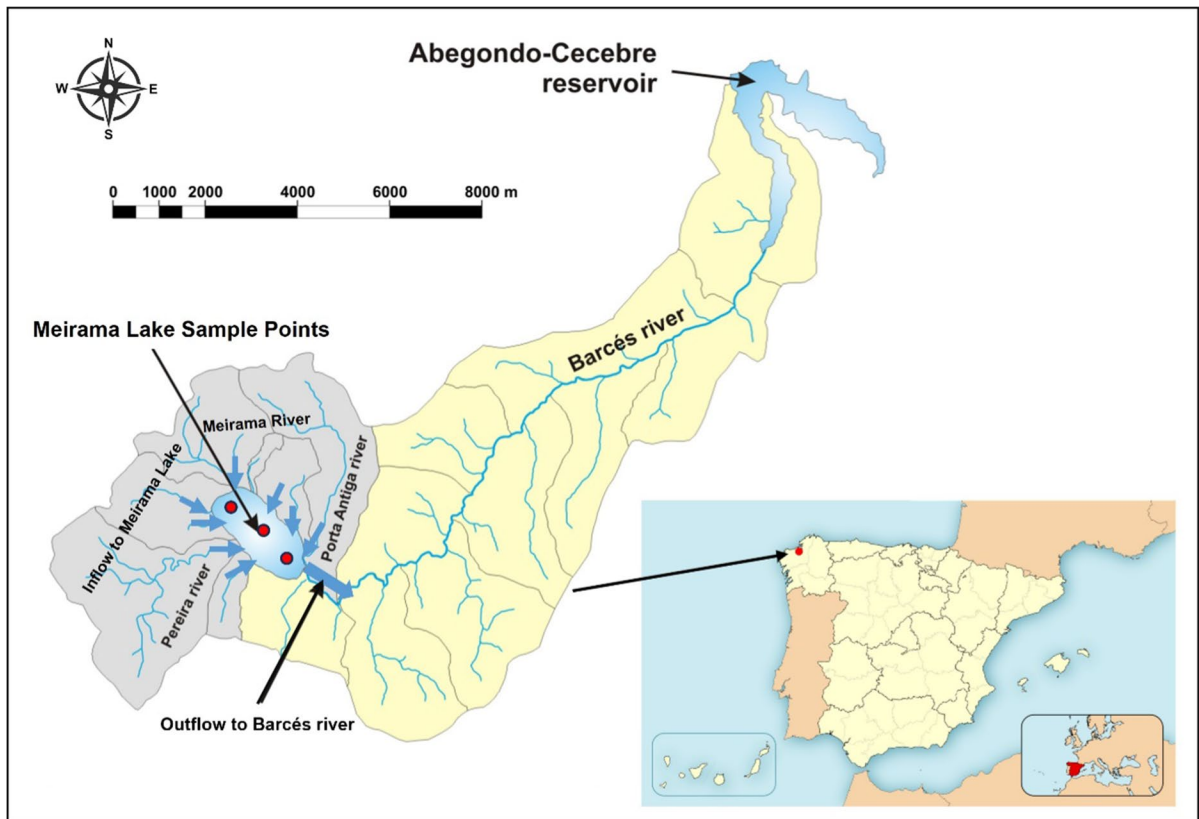 Abegondo-Cecebre
reservoir
N
W
E
S
0 1000 2000 4000 6000 8000 m
Meirama Lake Sample Points
Barcés river
Meirama River
Inflow to Meirama Lake
Porta Antiga river
Pereira river
Outflow to Barcés river